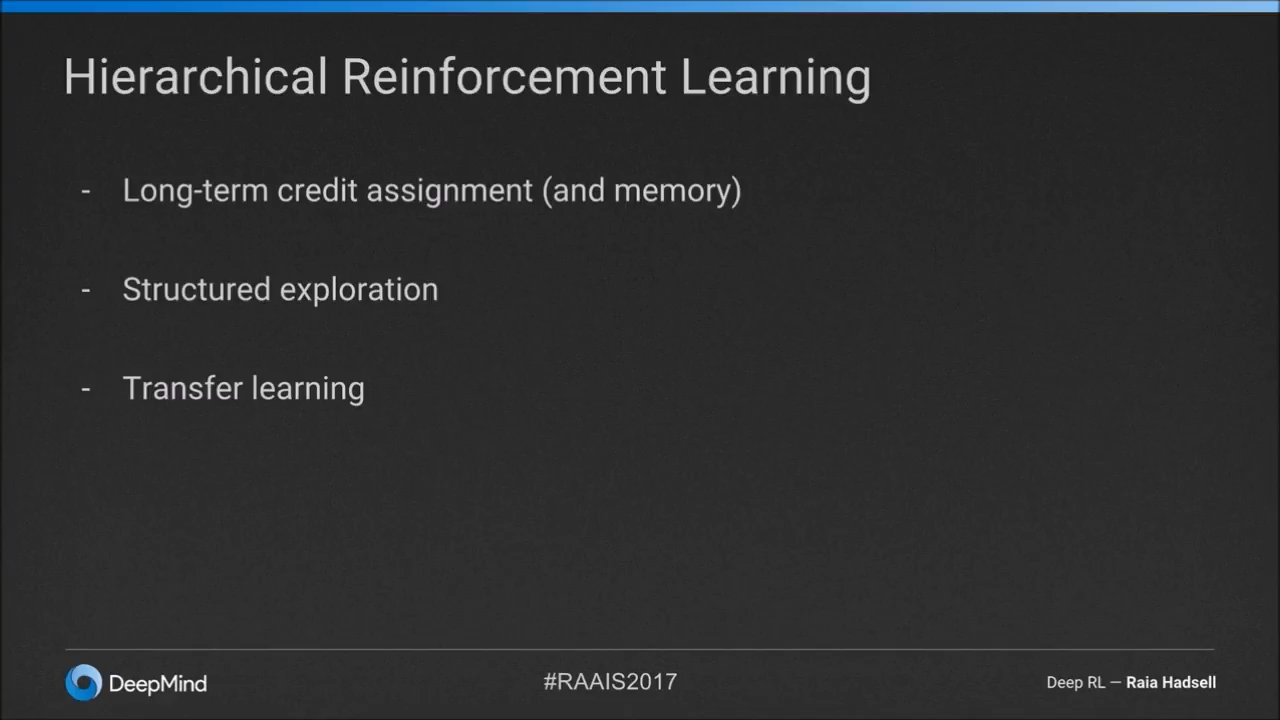 Hierarchical Reinforcement Learning
- Long-term credit assignment (and memory)
- Structured exploration
- Transfer learning
DeepMind
#RAAIS2017
Deep RL — Raia Hadsell